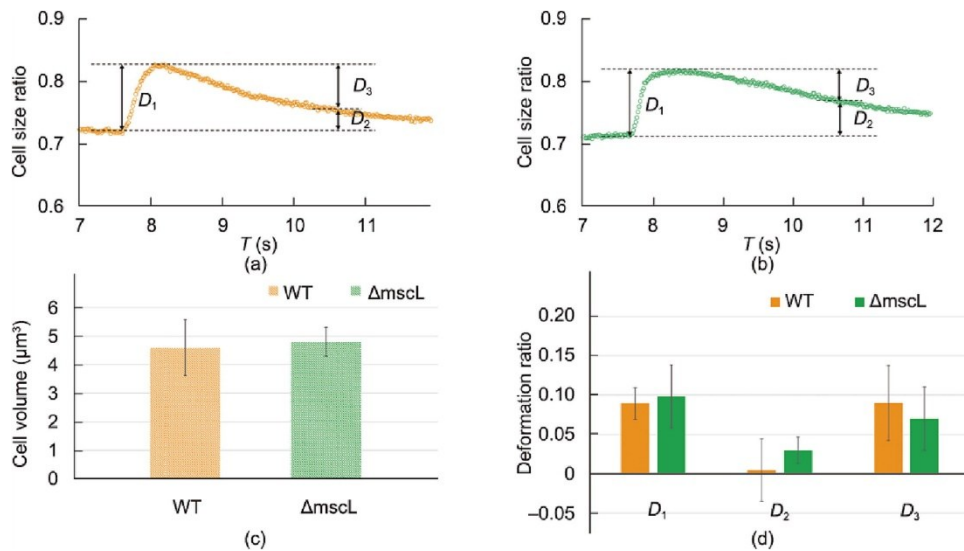 Cell size ratio
0.9
0.8
0.7
0.6
D₁
D₃
D₂
7 8 9 10 11
T (s)
(a)
Cell size ratio
0.9
0.8
0.7
0.6
D₁
D₃
D₂
7 8 9 10 11 12
T (s)
(b)
WT ΔmscL
Cell volume (μm³)
6
5
4
3
2
1
0
WT ΔmscL
(c)
WT ΔmscL
Deformation ratio
0.20
0.15
0.10
0.05
0
–0.05
D₁ D₂ D₃
(d)